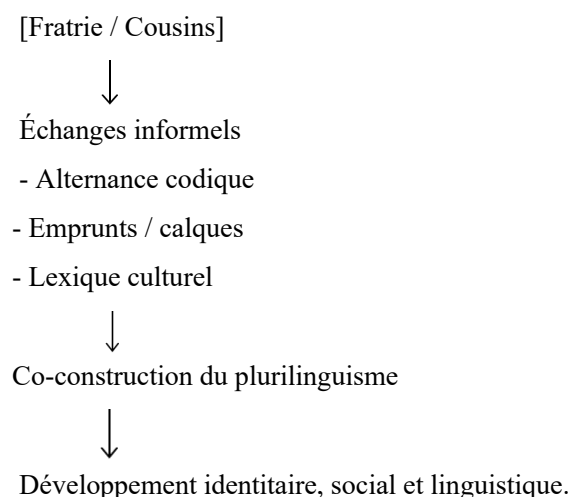 [Fratrie / Cousins]
Échanges informels
- Alternance codique
- Emprunts / calques
- Lexique culturel
Co-construction du plurilinguisme
Développement identitaire, social et linguistique.